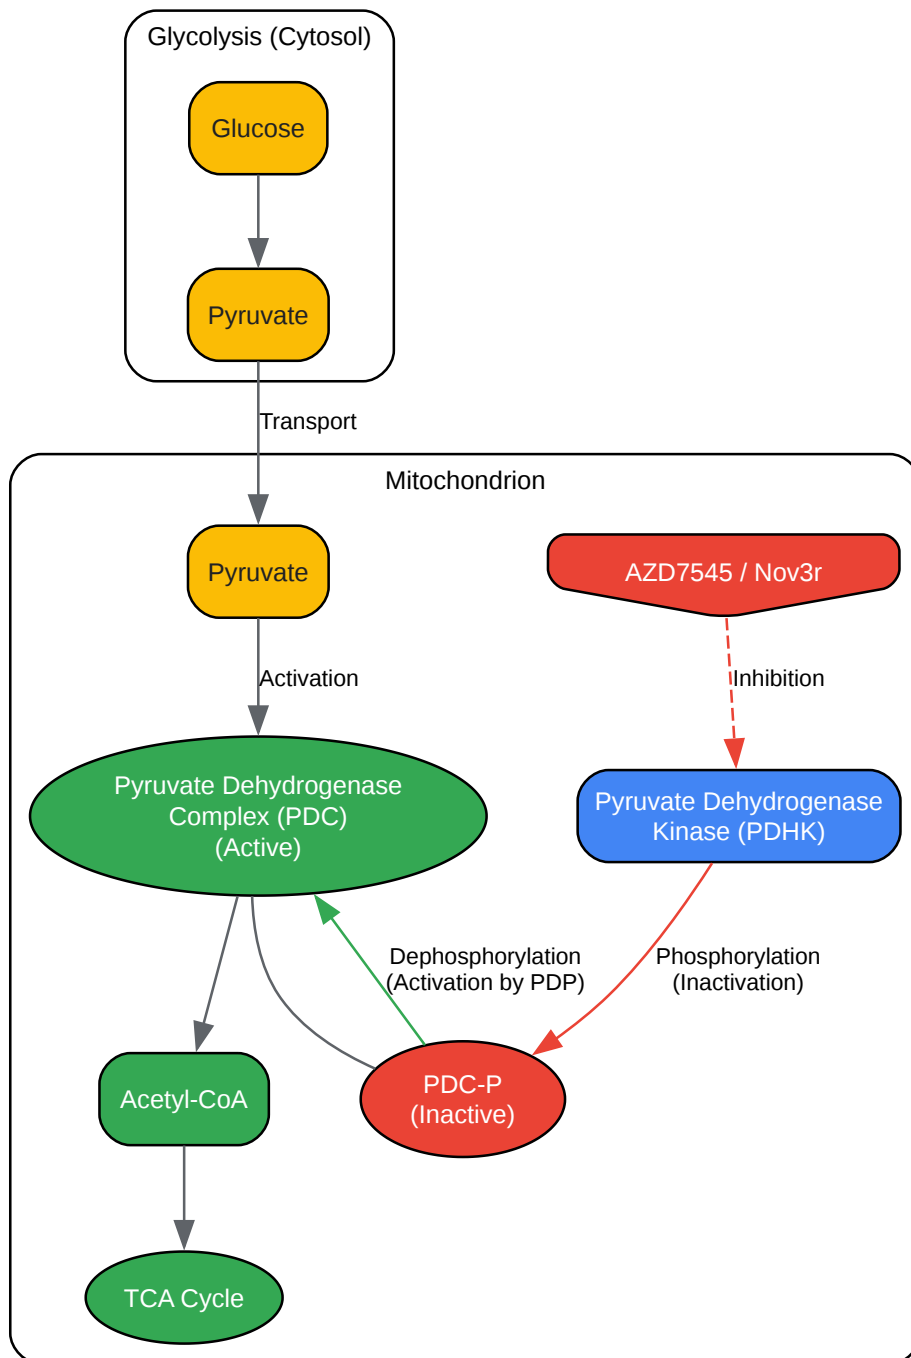 Glycolysis (Cytosol)
Glucose
Pyruvate
Transport
Mitochondrion
Pyruvate
AZD7545 / Nov3r
Activation
Inhibition
Pyruvate Dehydrogenase
Complex (PDC)
(Active)
Pyruvate Dehydrogenase
Kinase (PDHK)
Dephosphorylation
(Activation by PDP)
Phosphorylation
(Inactivation)
Acetyl-CoA
PDC-P
(Inactive)
TCA Cycle